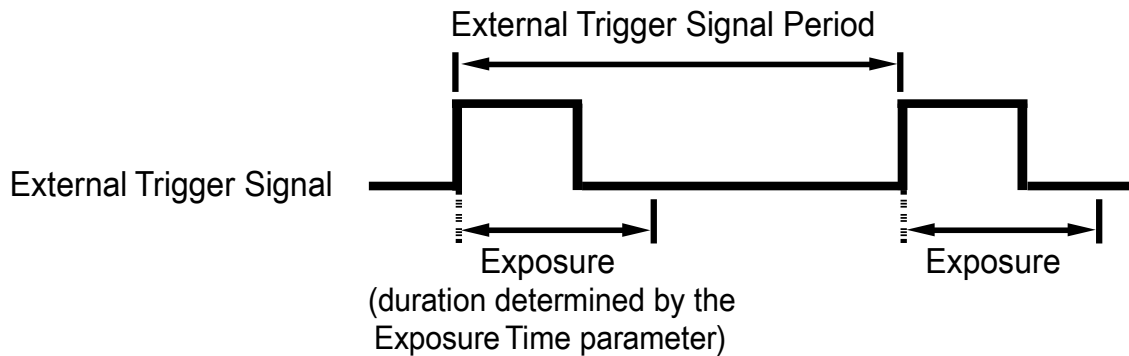 External Trigger Signal Period
External Trigger Signal
Exposure
(duration determined by the
Exposure Time parameter)
Exposure